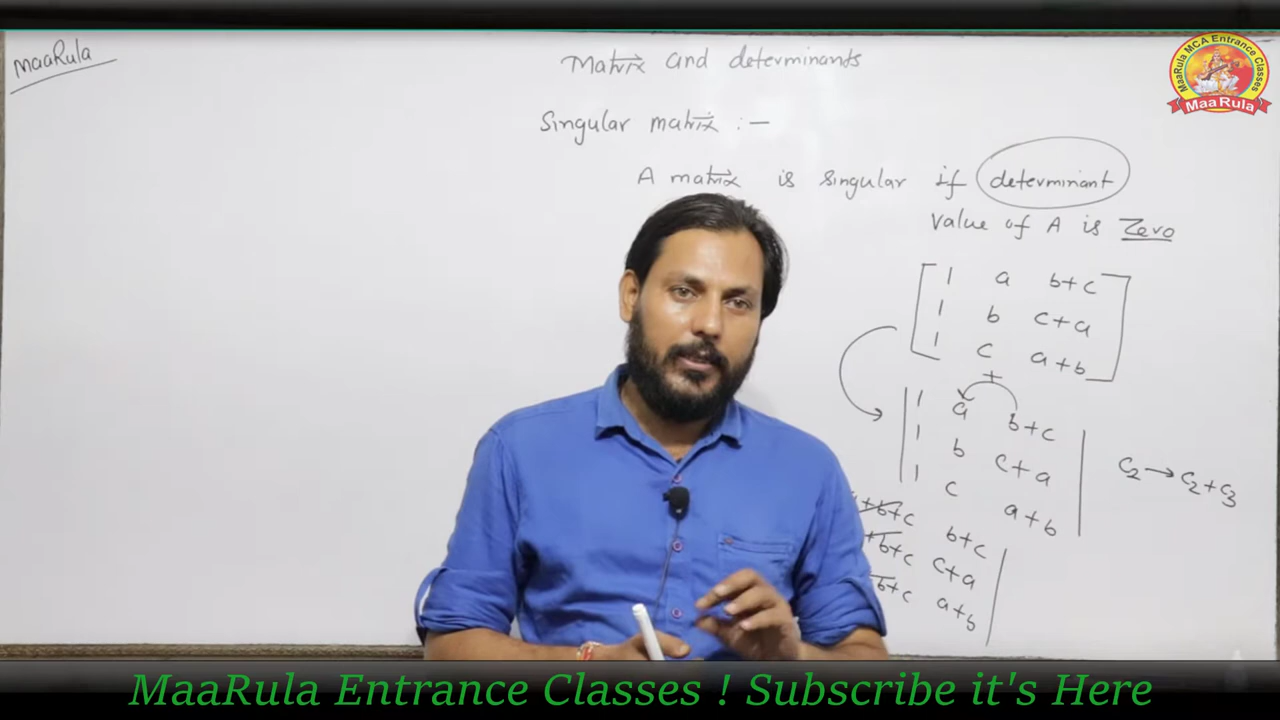 maaRula
Matrix and determinants
MaaRula MCA Entrance Classes
MaaRula
Singular matrix :-
A matrix is singular if determinant
value of A is Zero
1 a b+c
1 b c+a
1 c a+b
+
1 a b+c
1 b c+a
1 c a+b
C2 → C2 + C3
+b+c b+c
+b+c c+a
b+c a+b
MaaRula Entrance Classes ! Subscribe it's Here